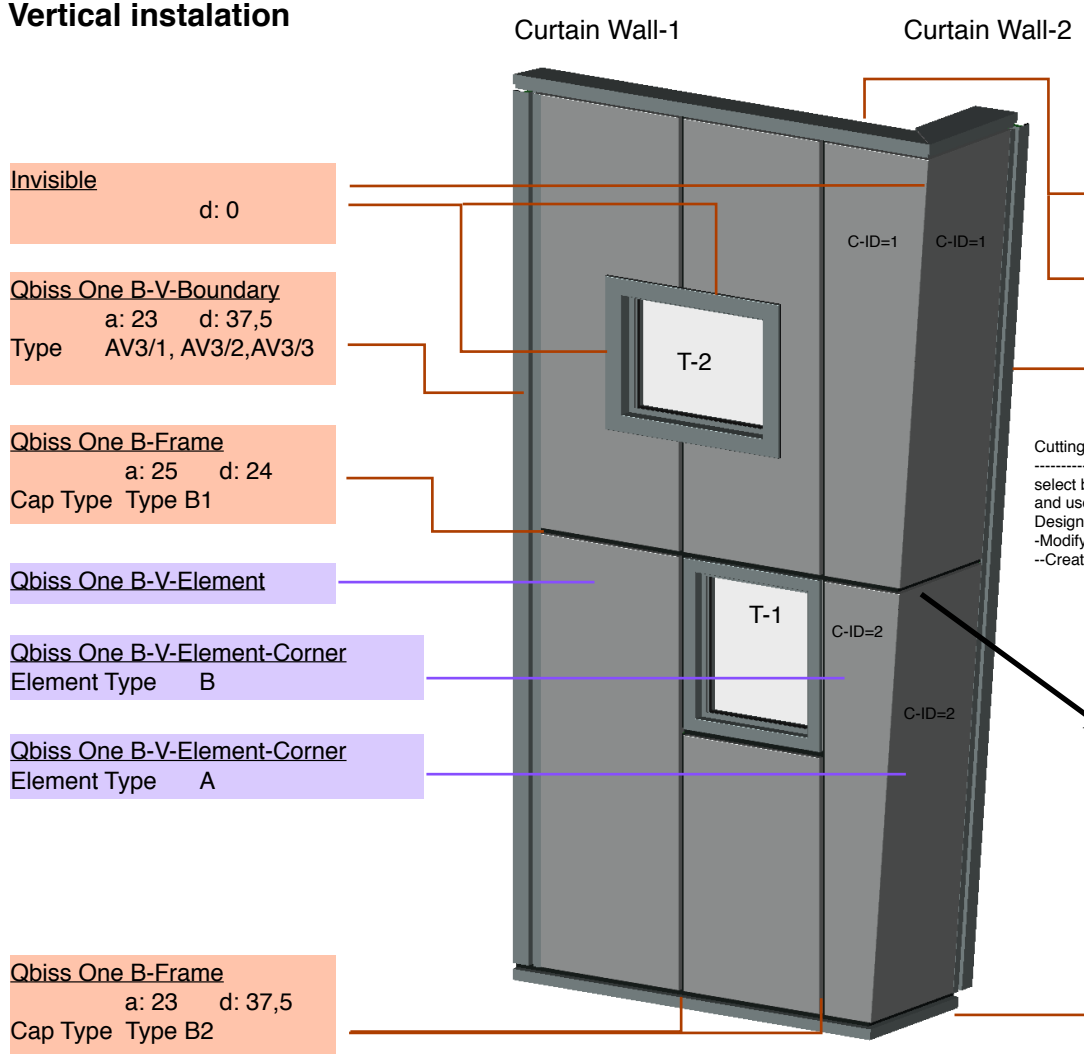 Vertical instalation
Curtain Wall-1
Curtain Wall-2
Invisible
d: 0
Qbiss One B-V-Boundary
a: 23 d: 37,5
Type AV3/1, AV3/2,AV3/3
Qbiss One B-Frame
a: 25 d: 24
Cap Type Type B1
Qbiss One B-V-Element
Qbiss One B-V-Element-Corner
Element Type B
Qbiss One B-V-Element-Corner
Element Type A
Qbiss One B-Frame
a: 23 d: 37,5
Cap Type Type B2
C-ID=1
C-ID=1
T-2
T-1
C-ID=2
C-ID=2
Cutting
----------
select
and
Design
-Modify